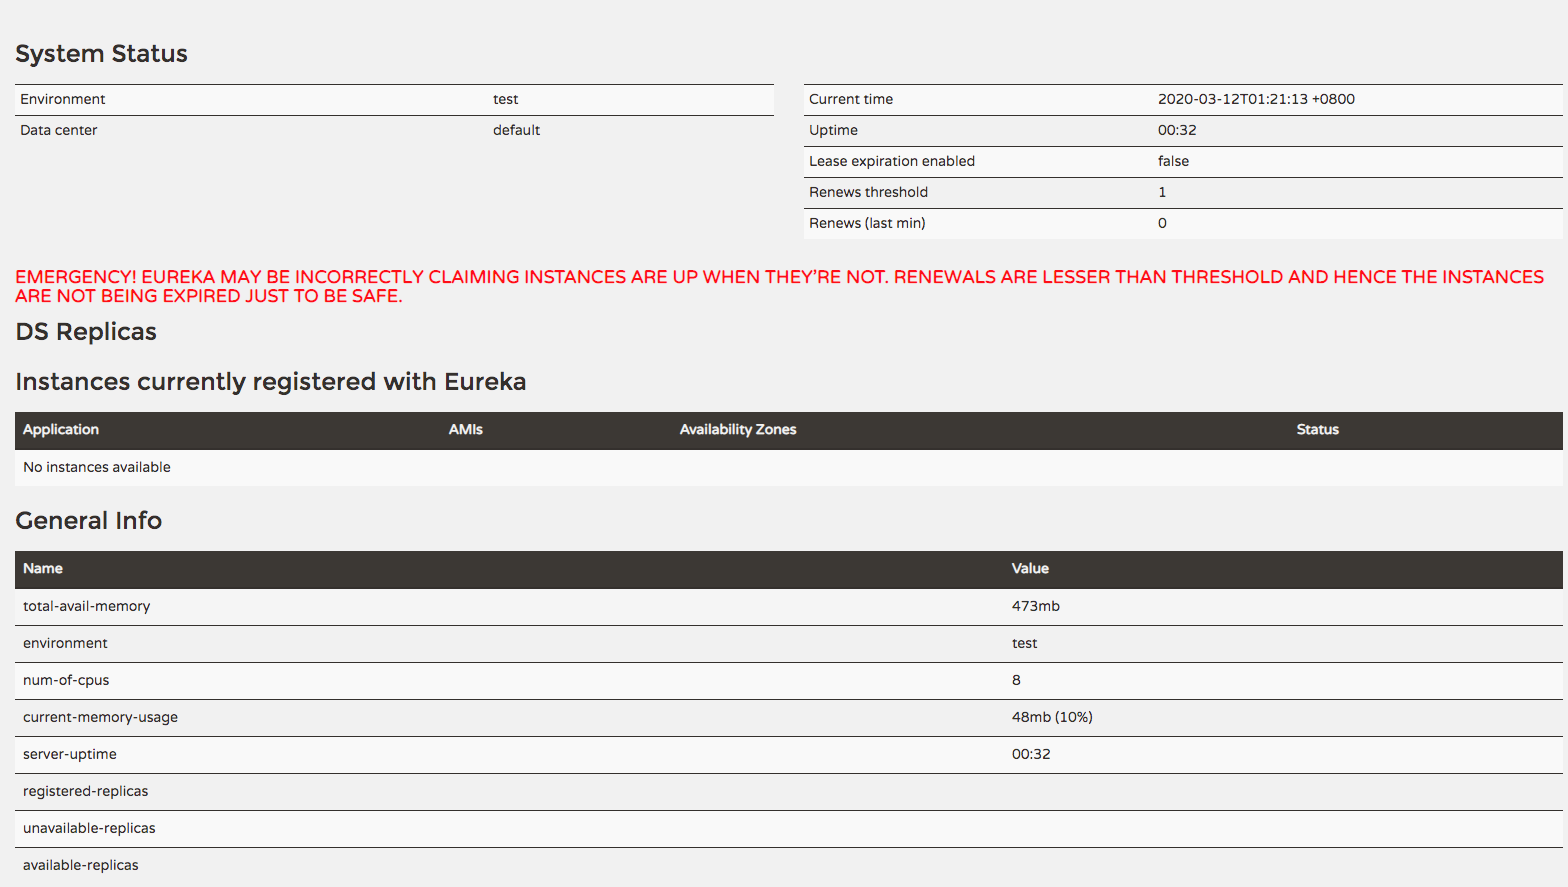 System Status
Environment test
Data center default
Current time 2020-03-12T01:21:13 +0800
Uptime 00:32
Lease expiration enabled false
Renews threshold 1
Renews (last min) 0
EMERGENCY! EUREKA MAY BE INCORRECTLY CLAIMING INSTANCES ARE UP WHEN THEY'RE NOT. RENEWALS ARE LESSER THAN THRESHOLD AND HENCE THE INSTANCES
ARE NOT BEING EXPIRED JUST TO BE SAFE.
DS Replicas
Instances currently registered with Eureka
Application AMIs Availability Zones Status
No instances available
General Info
Name Value
total-avail-memory 473mb
environment test
num-of-cpus 8
current-memory-usage 48mb (10%)
server-uptime 00:32
registered-replicas
unavailable-replicas
available-replicas